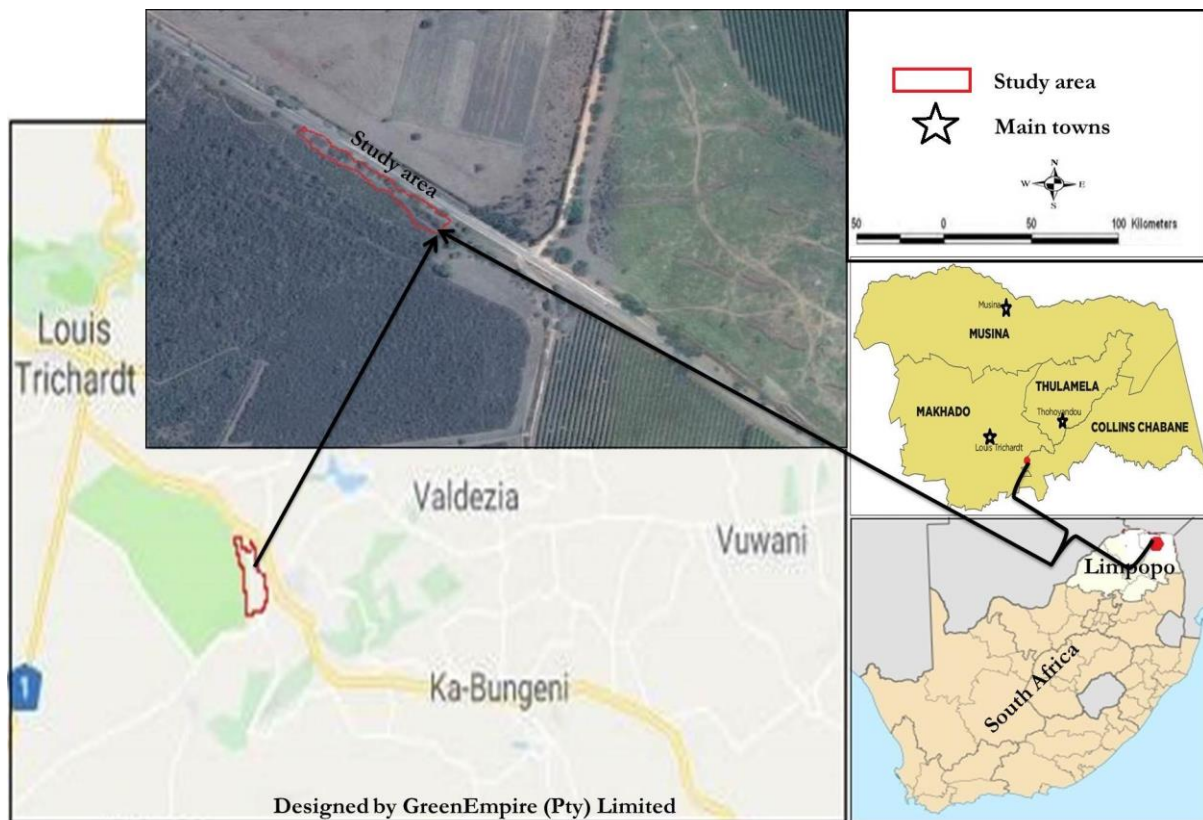 Study area
Louis
Trichardt
Valdezia
Vuwani
Ka-Bungeni
1
Designed by GreenEmpire (Pty) Limited
Study area
Main towns
N
W E
S
50 0 50 100 Kilometers
Musina
MUSINA
THULAMELA
Thohoyandou
MAKHADO
COLLINS CHABANE
Louis Trichardt
Limpopo
South Africa